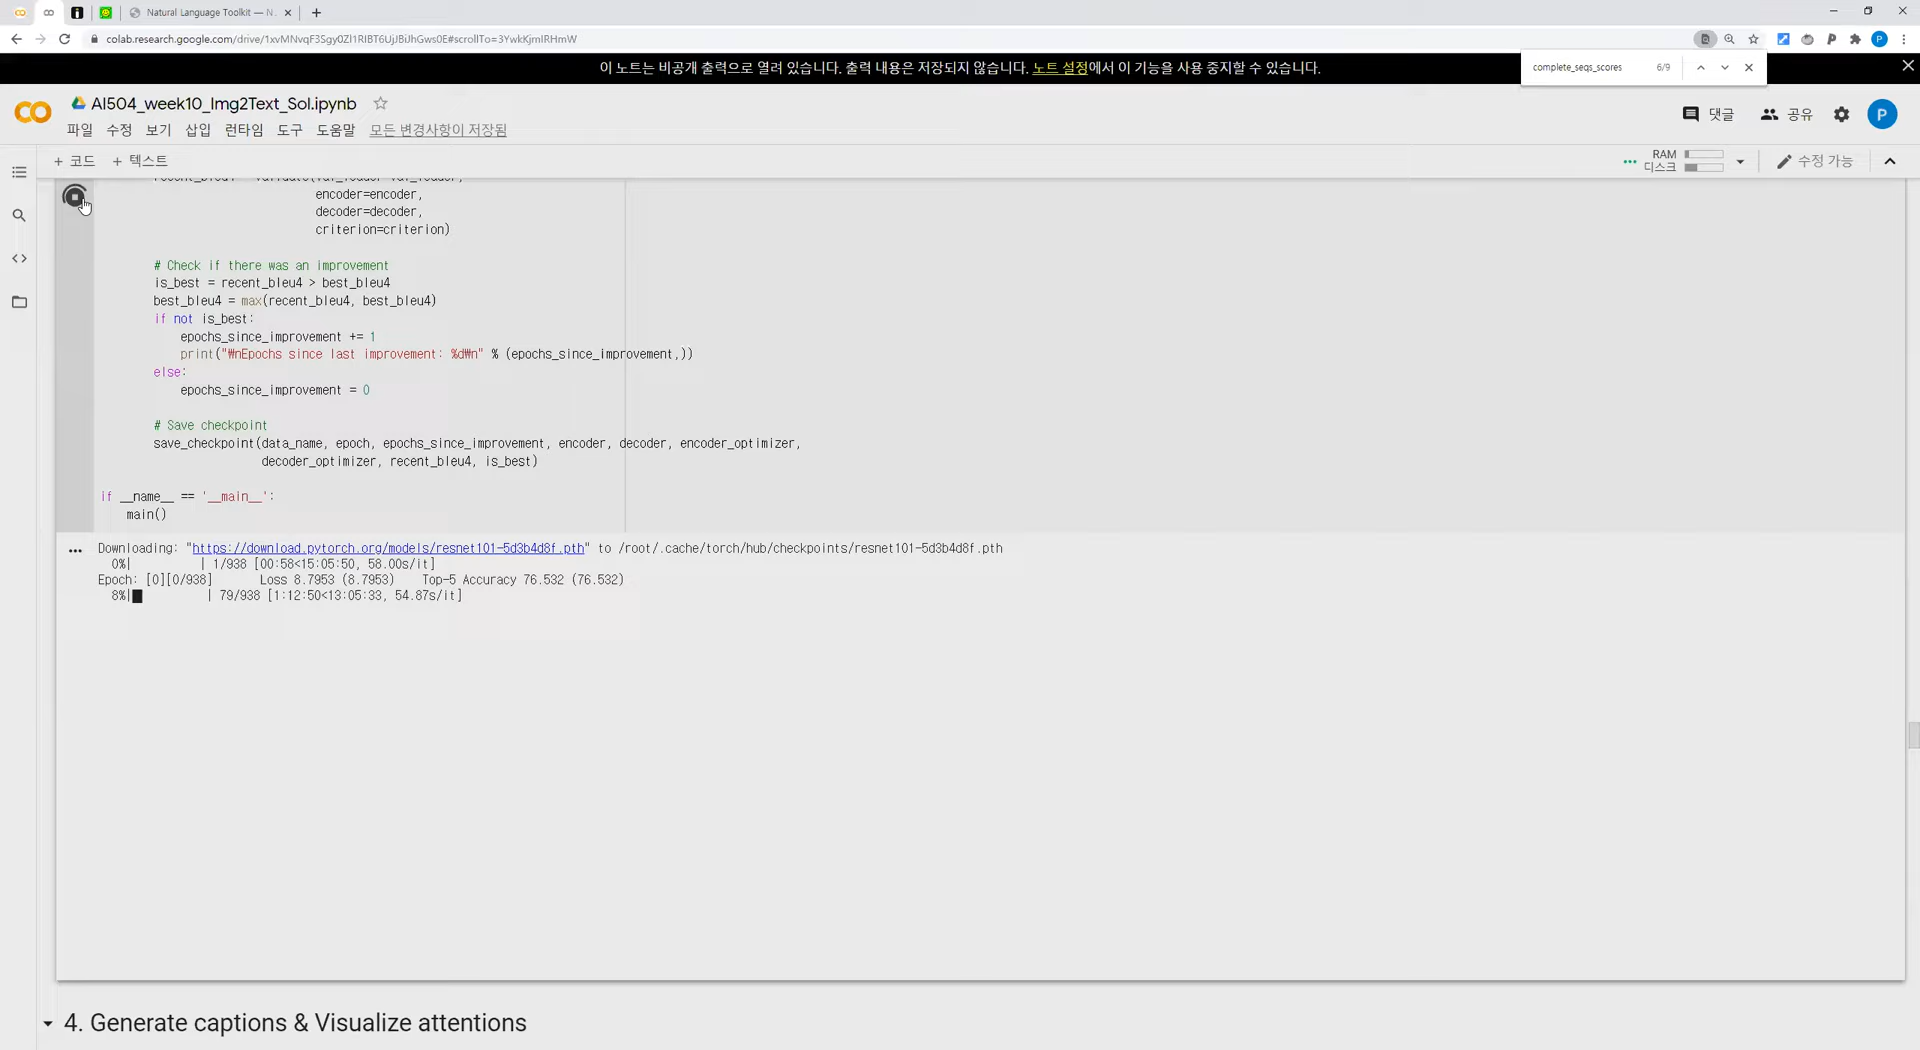 Natural Language Toolkit — N
colab.research.google.com/drive/1xvMNvqF3Sgy0Zl1RIBT6UjJBiJhGws0E#scrollTo=3YwkKjmIRHmW
이 노트는 비공개 출력으로 열려 있습니다. 출력 내용은 저장되지 않습니다. 노트 설정에서 이 기능을 사용 중지할 수 있습니다.
complete_seqs_scores 6/9
AI504_week10_Img2Text_Sol.ipynb
파일 수정 보기 삽입 런타임 도구 도움말 모든 변경사항이 저장됨
댓글 공유 P
+ 코드 + 텍스트
RAM
디스크
수정 가능
encoder=encoder,
decoder=decoder,
criterion=criterion)
# Check if there was an improvement
is_best = recent_bleu4 > best_bleu4
best_bleu4 = max(recent_bleu4, best_bleu4)
if not is_best:
epochs_since_improvement += 1
print("₩nEpochs since last improvement: %d₩n" % (epochs_since_improvement,))
else:
epochs_since_improvement = 0
# Save checkpoint
save_checkpoint(data_name, epoch, epochs_since_improvement, encoder, decoder, encoder_optimizer,
decoder_optimizer, recent_bleu4, is_best)
if __name__ == '__main__':
main()
Downloading: "https://download.pytorch.org/models/resnet101-5d3b4d8f.pth" to /root/.cache/torch/hub/checkpoints/resnet101-5d3b4d8f.pth
0%| | 1/938 [00:58<15:05:50, 58.00s/it]
Epoch: [0][0/938] Loss 8.7953 (8.7953) Top-5 Accuracy 76.532 (76.532)
8%|█ | 79/938 [1:12:50<13:05:33, 54.87s/it]
4. Generate captions & Visualize attentions